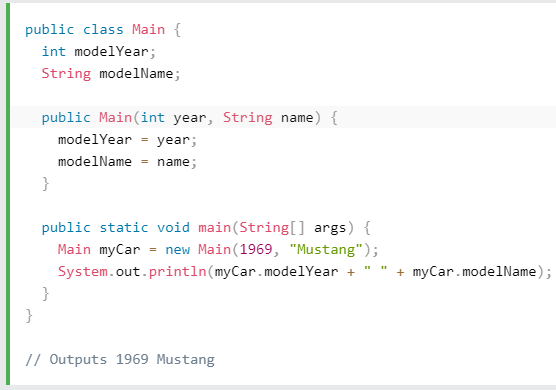 public class Main {
  int modelYear;
  String modelName;

  public Main(int year, String name) {
    modelYear = year;
    modelName = name;
  }

  public static void main(String[] args) {
    Main myCar = new Main(1969, "Mustang");
    System.out.println(myCar.modelYear + " " + myCar.modelName);
  }
}

// Outputs 1969 Mustang